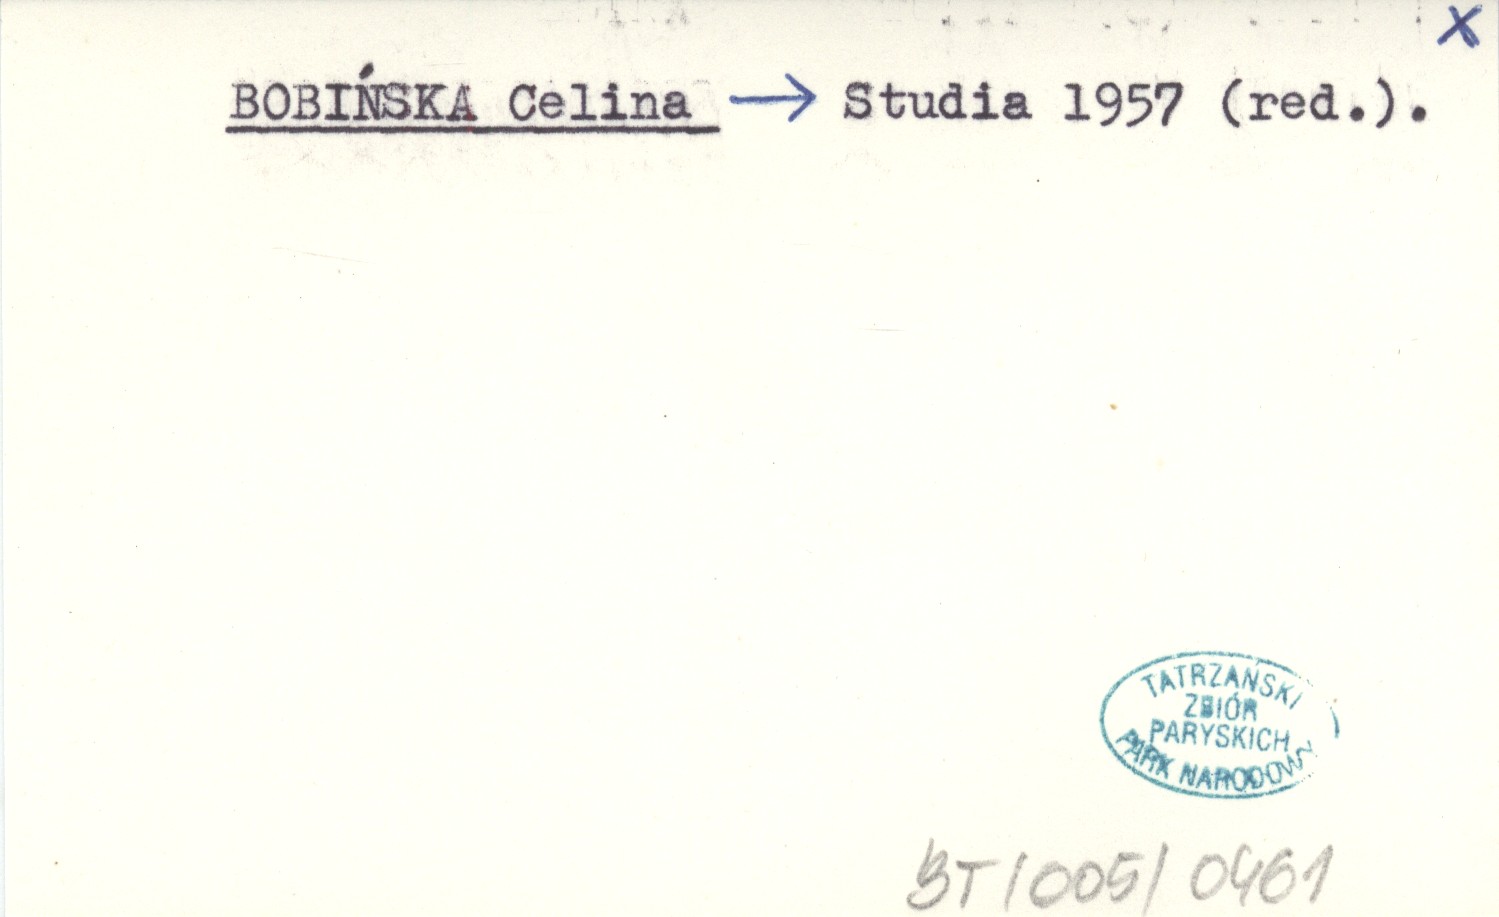 X
BOBIŃSKA Celina → Studia 1957 (red.).
TATRZAŃSKI
ZBIÓR
PARYSKICH
PARK NARODOWY
BT/005/0461